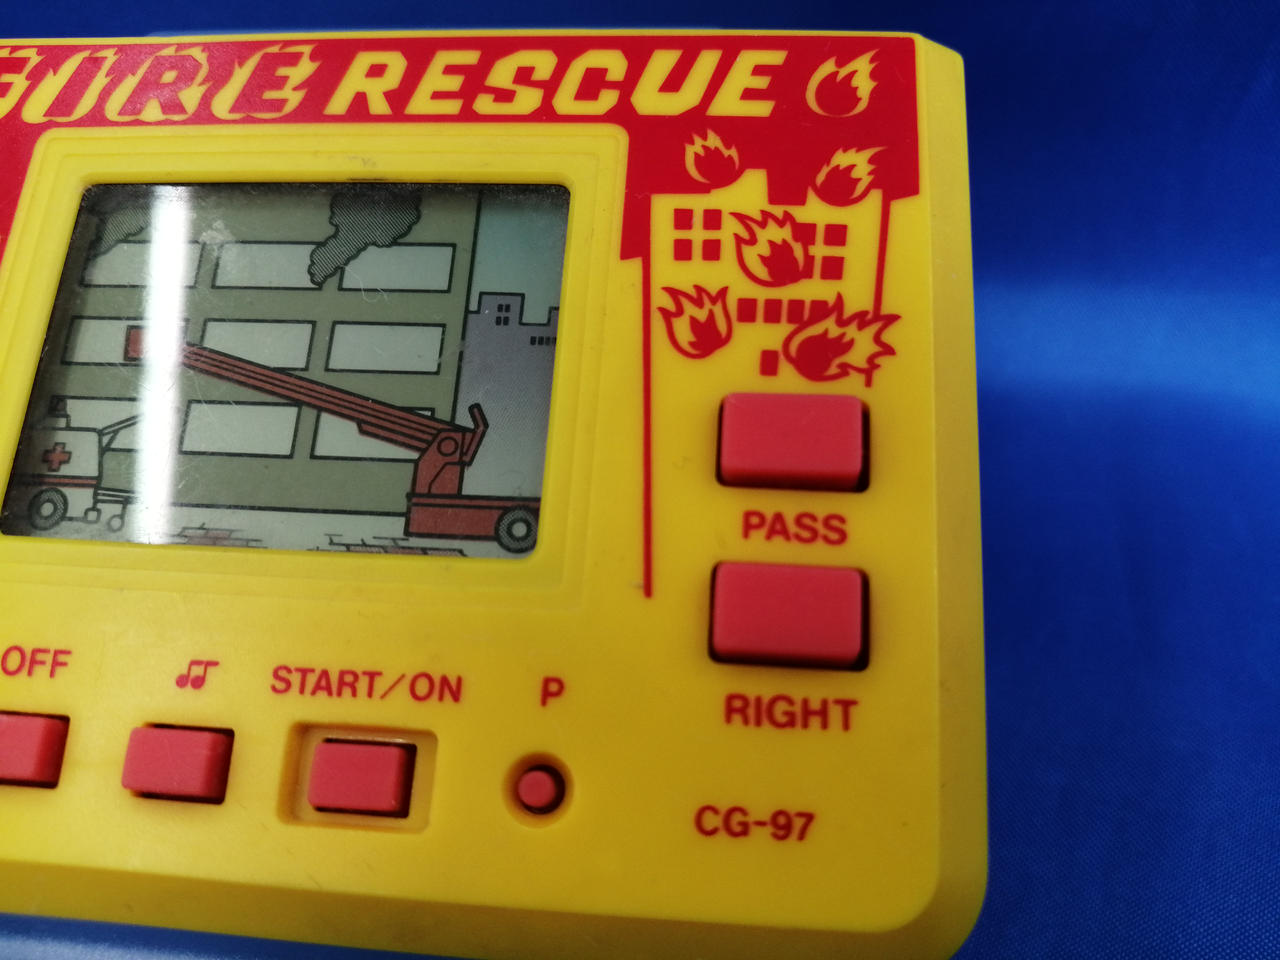 FIRE RESCUE
PASS
RIGHT
OFF
START/ON
P
CG-97